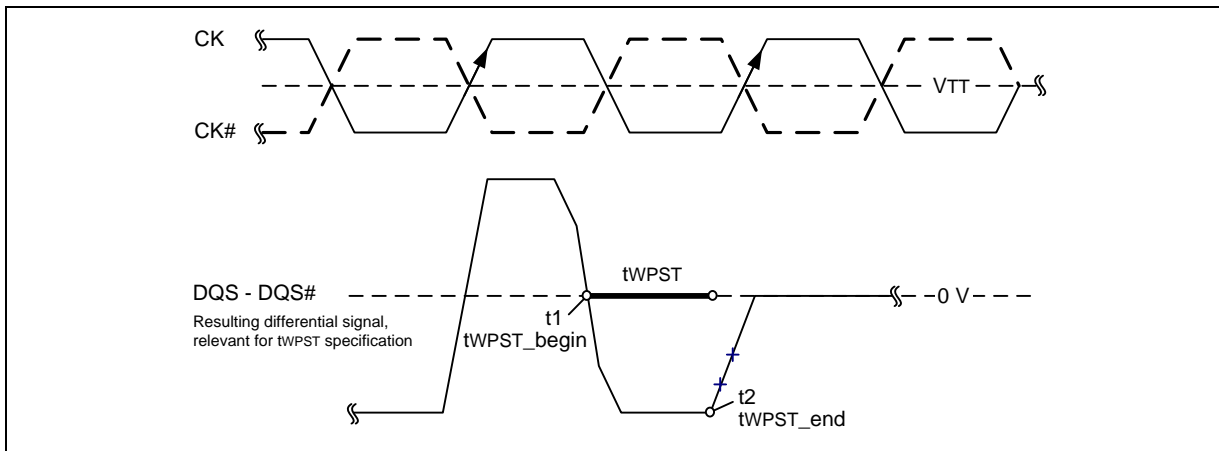 CK
VTT
CK#
tWPST
DQS - DQS#
0 V
Resulting differential signal,
relevant for tWPST specification
t1
tWPST_begin
t2
tWPST_end